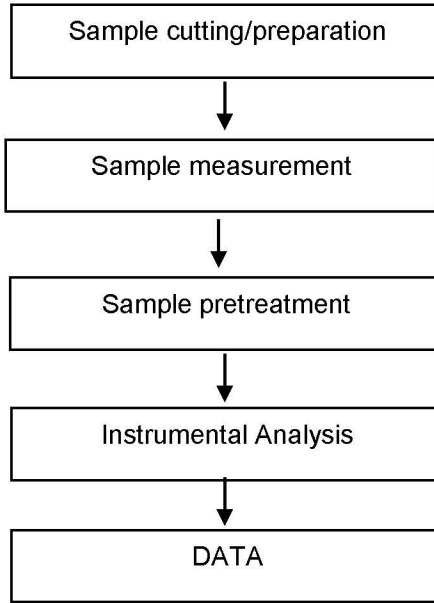 Sample cutting/preparation
Sample measurement
Sample pretreatment
Instrumental Analysis
DATA